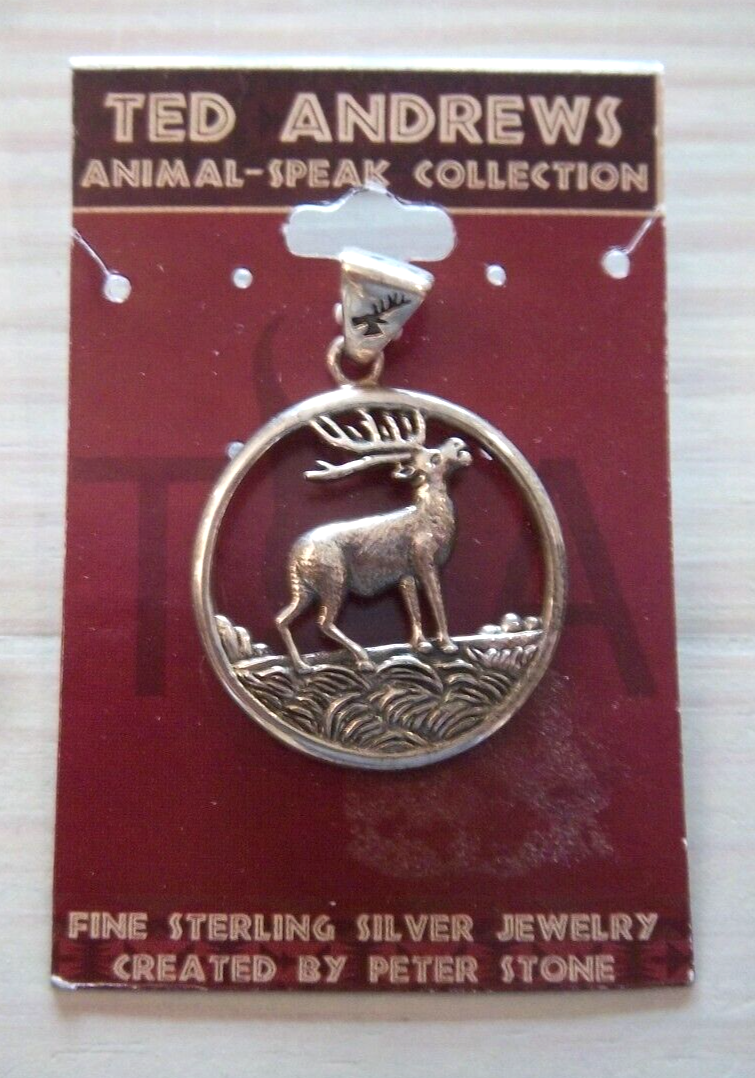 TED ANDREWS
ANIMAL-SPEAK COLLECTION
T A
FINE STERLING SILVER JEWELRY
CREATED BY PETER STONE